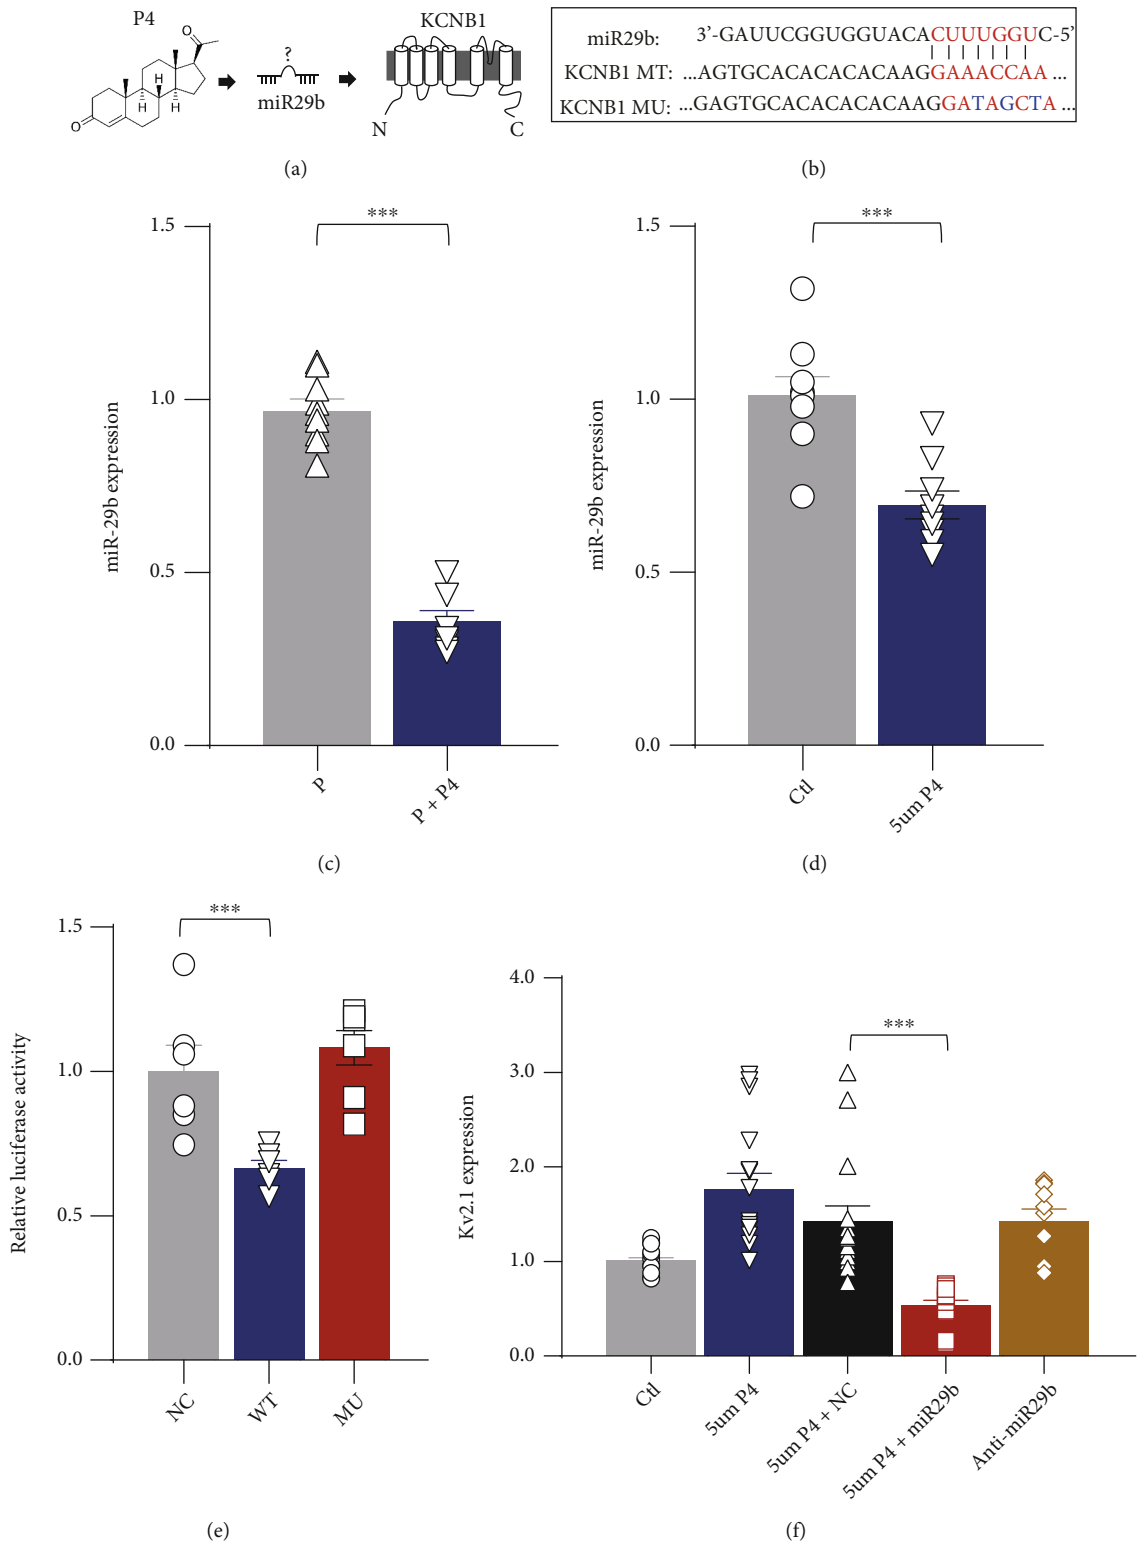 P4
KCNB1
?
miR29b
N
C
O
O
H
H
H
H
(a)
miR29b: 3'-GAUUCGGUGGUACACUUUGGUC-5'
KCNB1 MT: ...AGTGCACACACACAAGGAAACCAA ...
KCNB1 MU: ...GAGTGCACACACACAAGGATAGCTA ...
(b)
miR-29b expression
1.5
1.0
0.5
0.0
***
P
P + P4
(c)
miR-29b expression
1.5
1.0
0.5
0.0
***
Ctl
5um P4
(d)
Relative luciferase activity
1.5
1.0
0.5
0.0
***
NC
WT
MU
(e)
Kv2.1 expression
4.0
3.0
2.0
1.0
0.0
***
Ctl
5um P4
5um P4 + NC
5um P4 + miR29b
Anti-miR29b
(f)